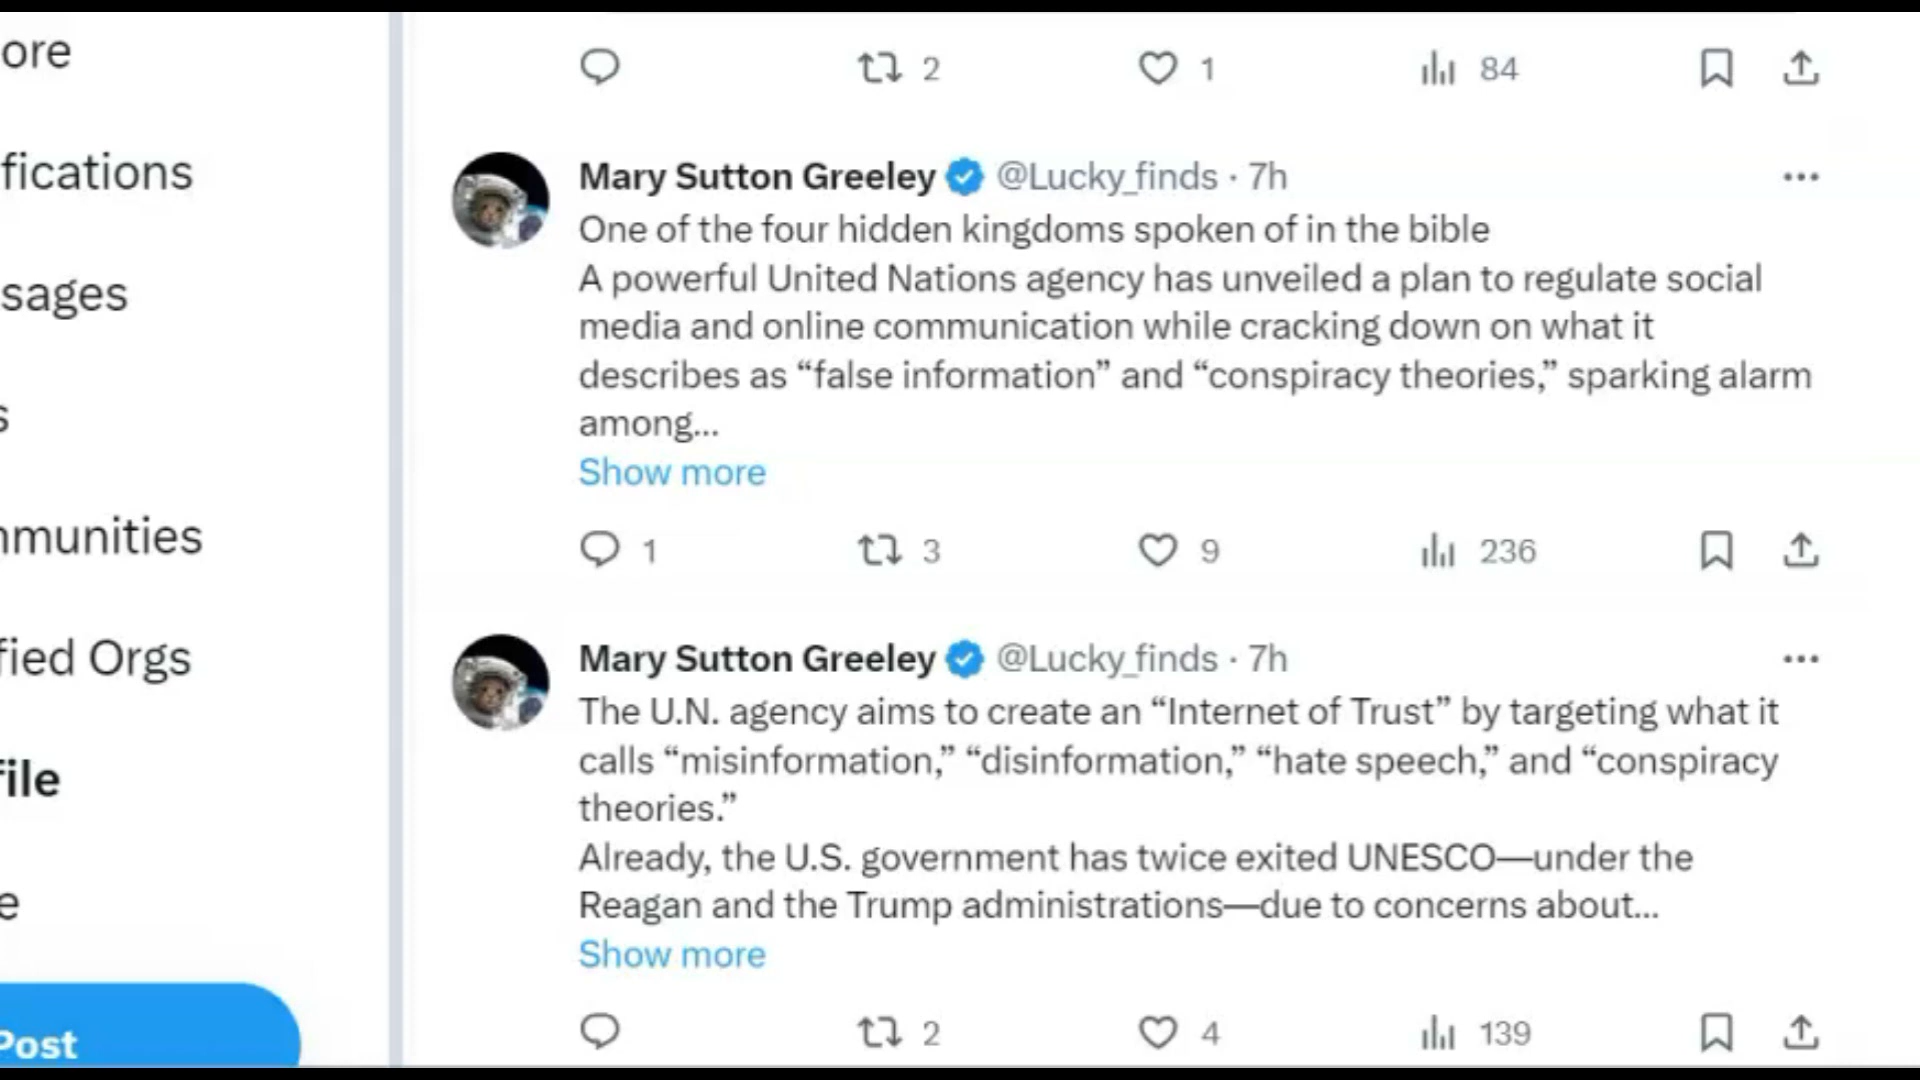 ore
fications
sages
s
mmunities
fied Orgs
file
e
Post
2 1 84
Mary Sutton Greeley @Lucky_finds · 7h
One of the four hidden kingdoms spoken of in the bible
A powerful United Nations agency has unveiled a plan to regulate social
media and online communication while cracking down on what it
describes as “false information” and “conspiracy theories,” sparking alarm
among...
Show more
1 3 9 236
Mary Sutton Greeley @Lucky_finds · 7h
The U.N. agency aims to create an “Internet of Trust” by targeting what it
calls “misinformation,” “disinformation,” “hate speech,” and “conspiracy
theories.”
Already, the U.S. government has twice exited UNESCO—under the
Reagan and the Trump administrations—due to concerns about...
Show more
2 4 139